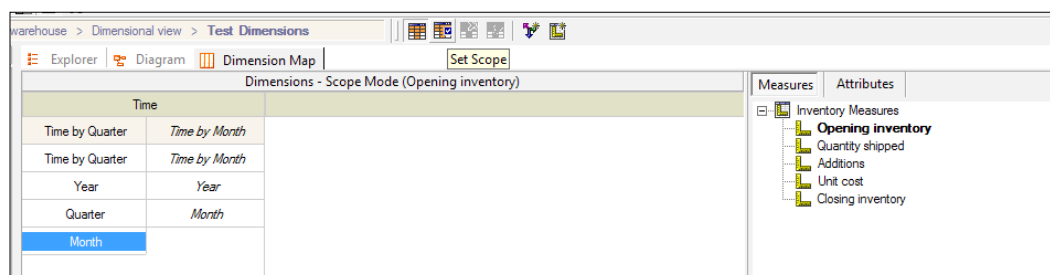 warehouse > Dimensional view > Test Dimensions
Set Scope
Explorer Diagram Dimension Map
Dimensions - Scope Mode (Opening inventory)
Time
Time by Quarter Time by Month
Time by Quarter Time by Month
Year Year
Quarter Month
Month
Measures Attributes
Inventory Measures
Opening inventory
Quantity shipped
Additions
Unit cost
Closing inventory